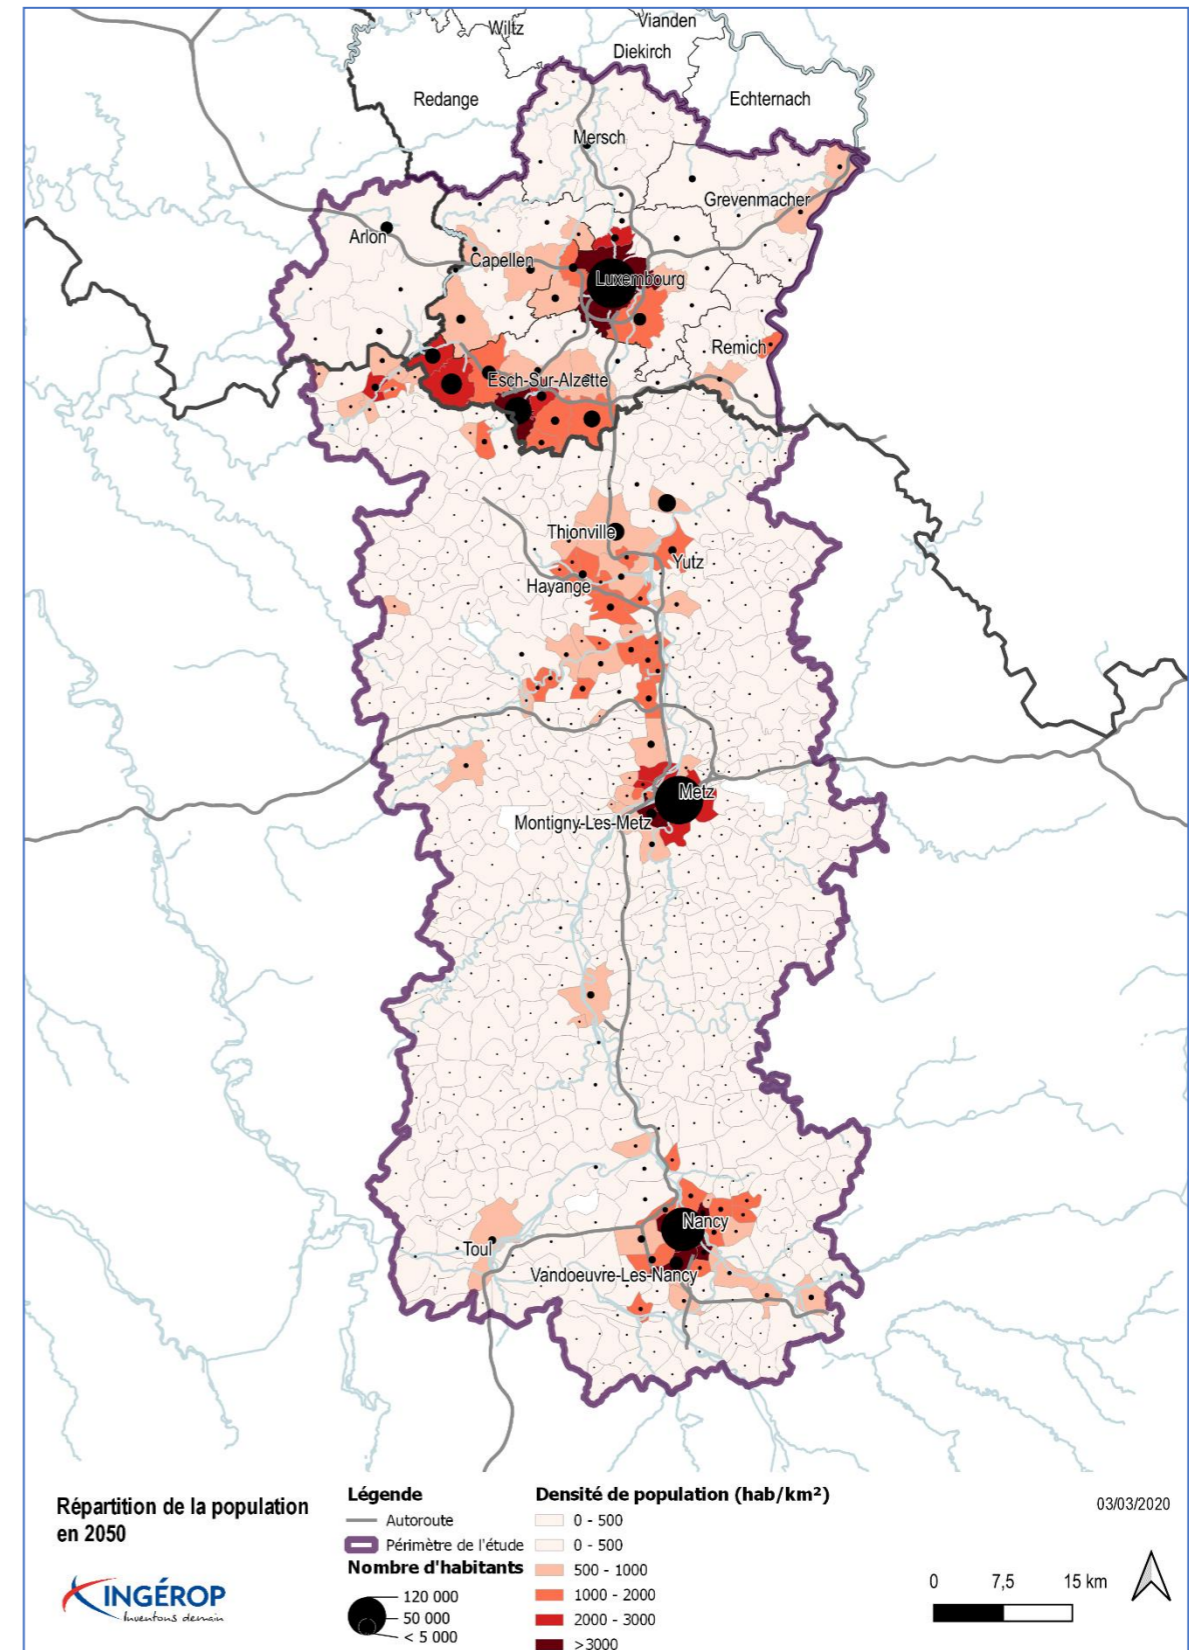 Wiltz
Vianden
Diekirch
Redange
Echternach
Mersch
Grevenmacher
Arlon
Capellen
Luxembourg
Remich
Esch-Sur-Alzette
Thionville
Yutz
Hayange
Metz
Montigny-Les-Metz
Nancy
Toul
Vandoeuvre-Les-Nancy
Répartition de la population
en 2050
INGÉROP
Inventons demain
Légende
Autoroute
Périmètre de l'étude
Nombre d'habitants
120 000
50 000
< 5 000
Densité de population (hab/km²)
0 - 500
0 - 500
500 - 1000
1000 - 2000
2000 - 3000
>3000
03/03/2020
0 7,5 15 km